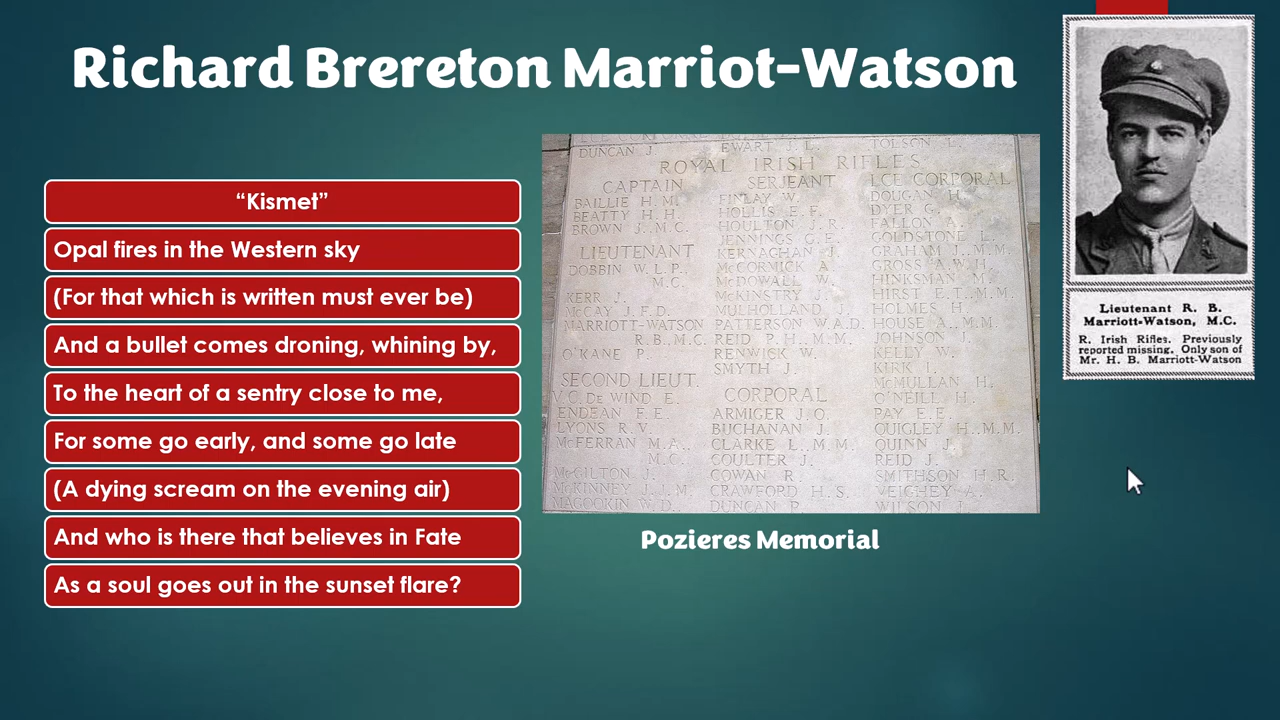 Richard Brereton Marriot-Watson
“Kismet”
Opal fires in the Western sky
(For that which is written must ever be)
And a bullet comes droning, whining by,
To the heart of a sentry close to me,
For some go early, and some go late
(A dying scream on the evening air)
And who is there that believes in Fate
As a soul goes out in the sunset flare?
DUNCAN J.
EWART J. L.
TOLSON L.
ROYAL IRISH RIFLES
CAPTAIN
BAILLIE H. M.
BEATTY H. H.
BROWN J. M.C.
LIEUTENANT
DOBBIN W. L. P.,
M.C.
KERR J.
McCAY J. F. D.
MARRIOTT-WATSON
R. B., M.C.
O'KANE P.
SECOND LIEUT.
V.C. DE WIND E.
ENDEAN F. E.
LYONS R. V.
McFERRAN M. A.,
M.C.
McGILTON J.
McKINNEY J.
MAGOOKIN W. D.
SERJEANT
FINLAY W.
HOLLIS E. F.
HOULTON J.
JENNINGS G.
KERNACHAN J.
McCORMICK A.
McDOWALL
McKINSTRY J.
MULHOLLAND J.
PATTERSON W. A. D.
REID P. H., M.M.
RENWICK W.
SMYTH J.
CORPORAL
ARMIGER J. O.
BUCHANAN J.
CLARKE L., M.M.
COULTER J.
COWAN R.
CRAWFORD H. S.
DUNCAN R.
LCE CORPORAL
DOUGAN H.
DYER G.
FALLON
GOLDSTONE L.
GRAHAM J., M.M.
GROSS A. W. H.
HINKSMAN
HIRST E. T., M.M.
HOLMES H.
HOUSE A., M.M.
JOHNSON J.
KELLY W.
KIRK I.
McMULLAN H.
O'NEILL H.
PAY E. E.
QUIGLEY H., M.M.
QUINN J.
REID J.
SMITHSON H. R.
VEIGHEY A.
WILSON
Pozieres Memorial
Lieutenant R. B.
Marriott-Watson, M.C.
R. Irish Rifles. Previously
reported missing. Only son of
Mr. H. B. Marriott-Watson